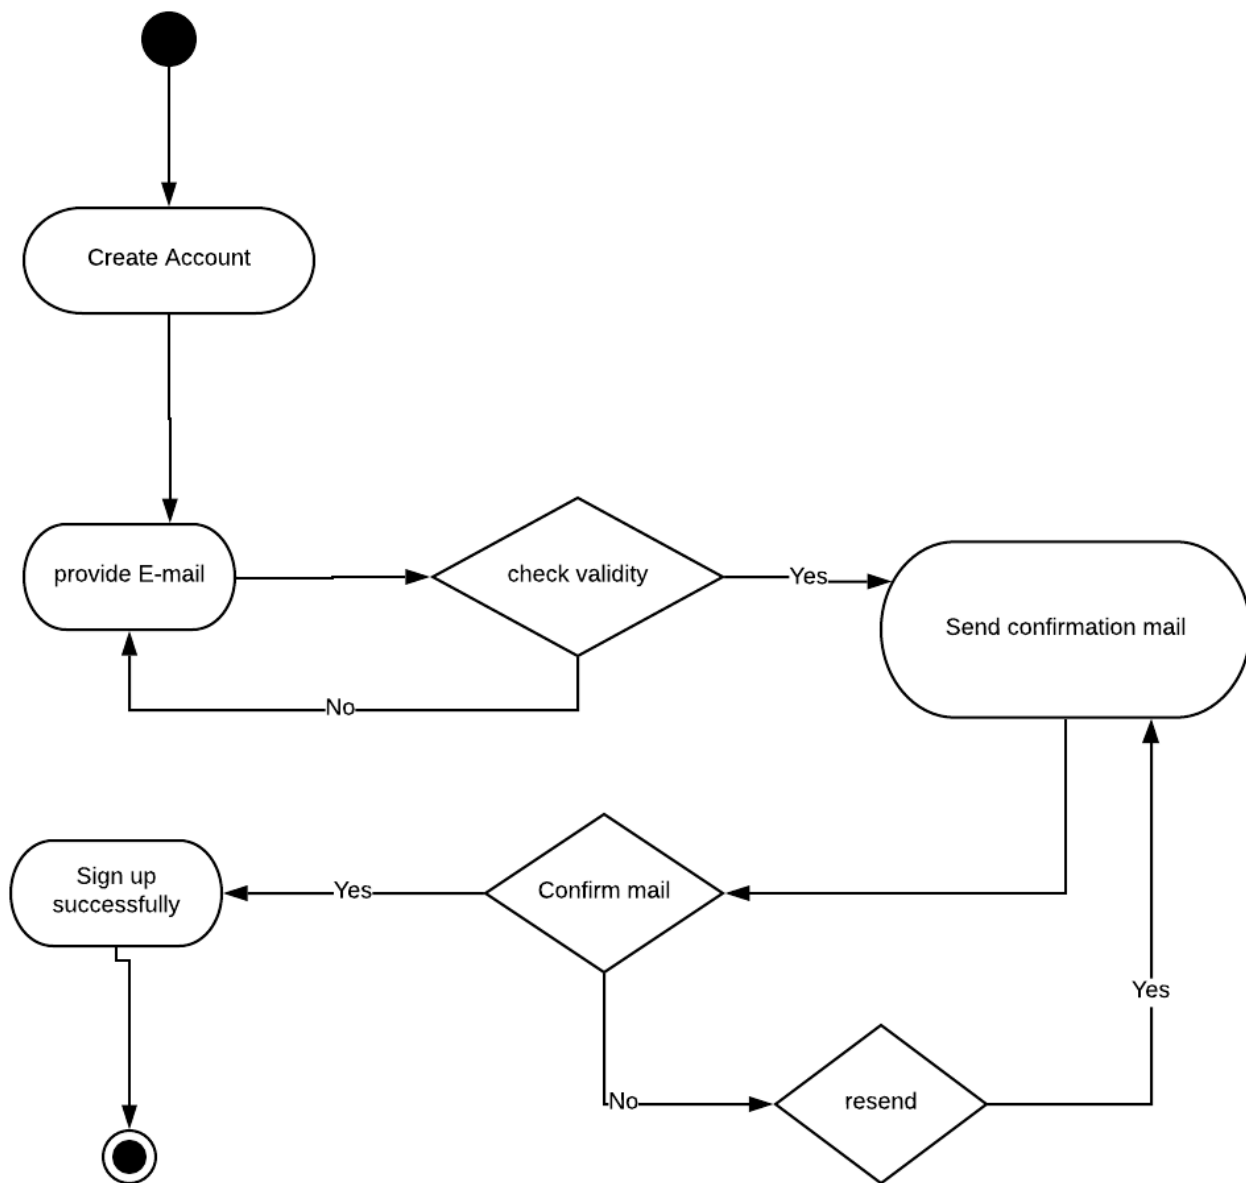 Create Account
provide E-mail
check validity
Yes
Send confirmation mail
No
Sign up
successfully
Yes
Confirm mail
Yes
No
resend